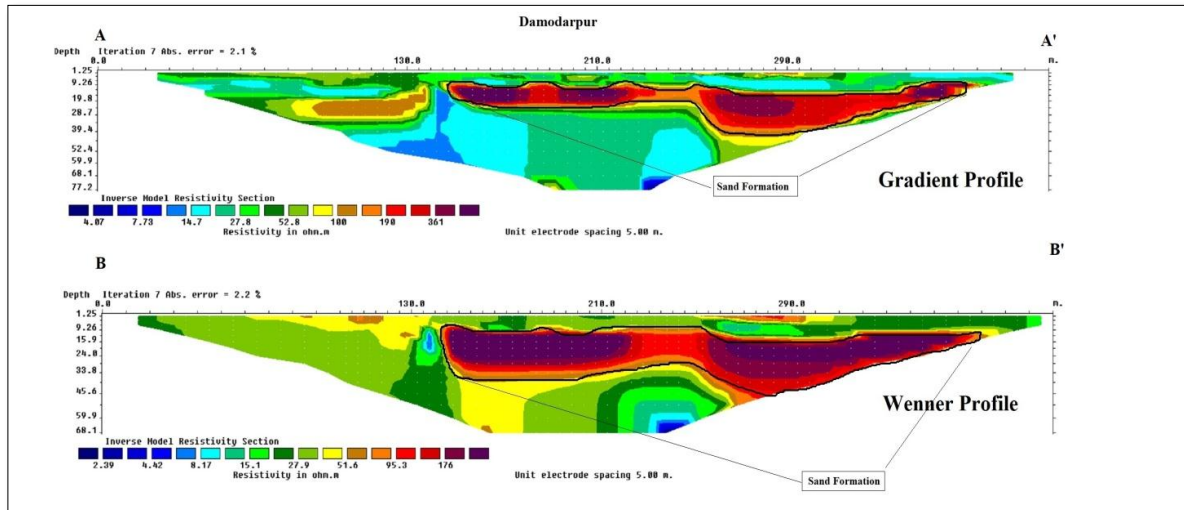 Damodarpur
A
A'
Depth Iteration 7 Abs. error = 2.1 %
0.0 130.0 210.0 290.0 m.
1.25
9.26
19.8
28.7
39.4
52.4
59.9
68.1
77.2
Sand Formation
Gradient Profile
Inverse Model Resistivity Section
4.07 7.73 14.7 27.8 52.8 100 190 361
Resistivity in ohm.m
Unit electrode spacing 5.00 m.
B
B'
Depth Iteration 7 Abs. error = 2.2 %
0.0 130.0 210.0 290.0 m.
1.25
9.26
15.9
24.0
33.8
45.6
59.9
68.1
Wenner Profile
Inverse Model Resistivity Section
2.39 4.42 8.17 15.1 27.9 51.6 95.3 176
Resistivity in ohm.m
Unit electrode spacing 5.00 m.
Sand Formation